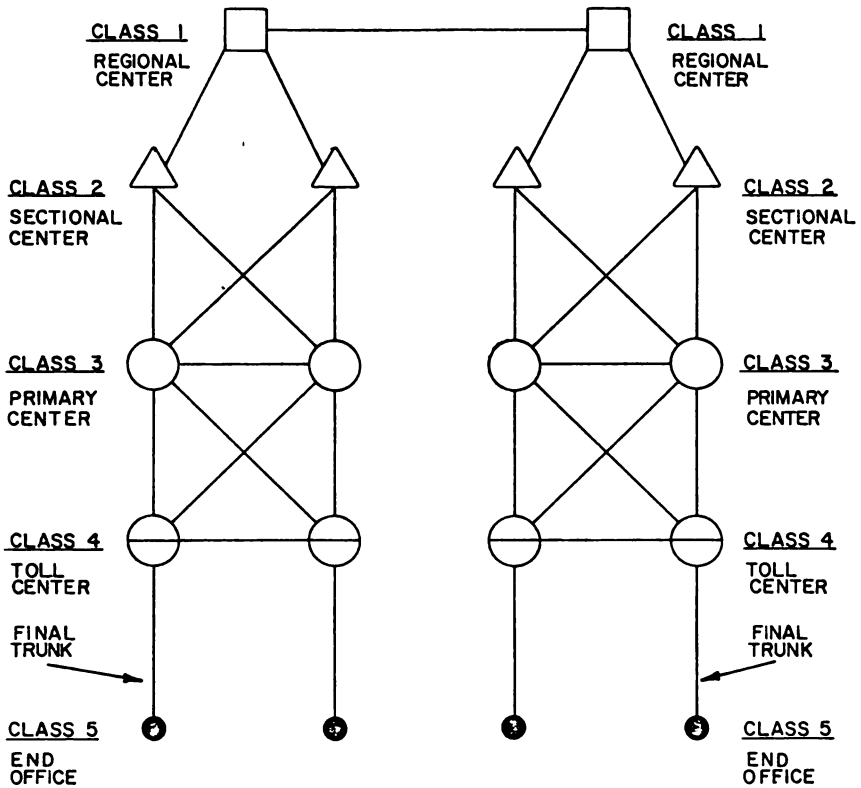 CLASS 1
REGIONAL
CENTER
CLASS 1
REGIONAL
CENTER
CLASS 2
SECTIONAL
CENTER
CLASS 2
SECTIONAL
CENTER
CLASS 3
PRIMARY
CENTER
CLASS 3
PRIMARY
CENTER
CLASS 4
TOLL
CENTER
CLASS 4
TOLL
CENTER
FINAL
TRUNK
FINAL
TRUNK
CLASS 5
END
OFFICE
CLASS 5
END
OFFICE